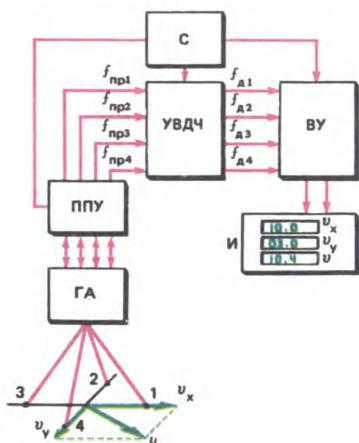 С
f пр1
f пр2
f пр3
f пр4
УВДЧ
f д1
f д2
f д3
f д4
ВУ
ППУ
И
10.0 υx
03.0 υy
10.4 υ
ГА
3
2
1
υx
υy
4
υ